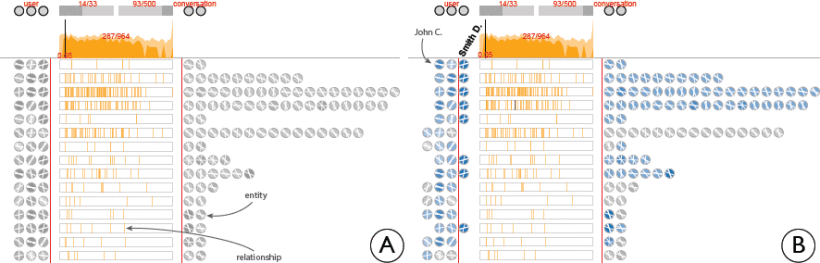 user
14/33
93/500
conversation
287/964
0.05
entity
relationship
A
user
14/33
93/500
conversation
John C.
Smith D.
287/964
0.05
B